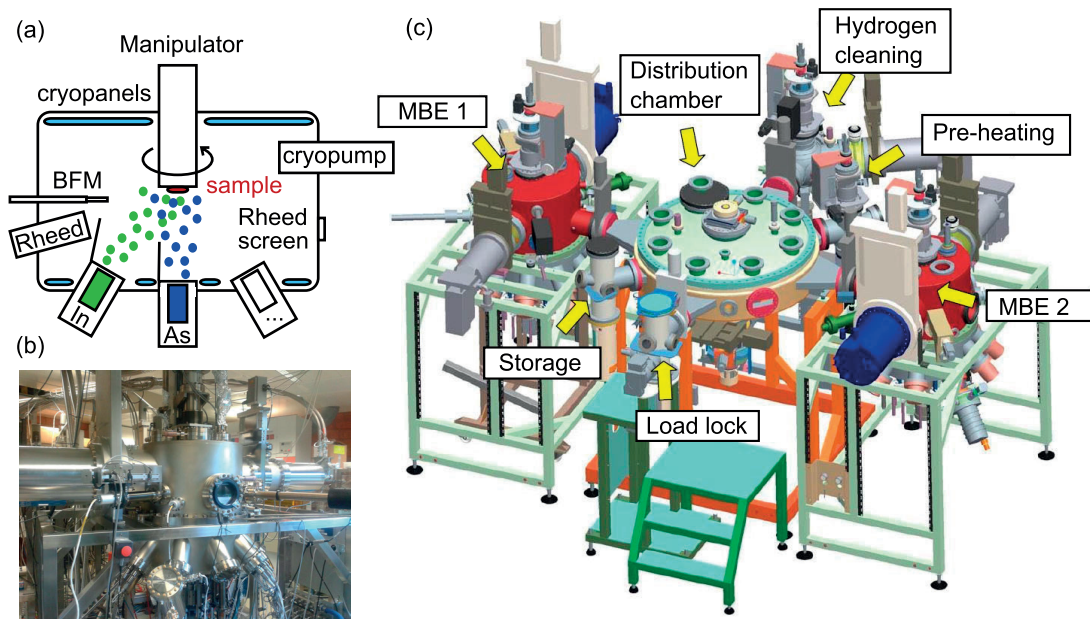 (a)
Manipulator
cryopanels
cryopump
BFM
sample
Rheed
Rheed
screen
In
As
...
(b)
(c)
Hydrogen
cleaning
Distribution
chamber
MBE 1
Pre-heating
MBE 2
Storage
Load lock